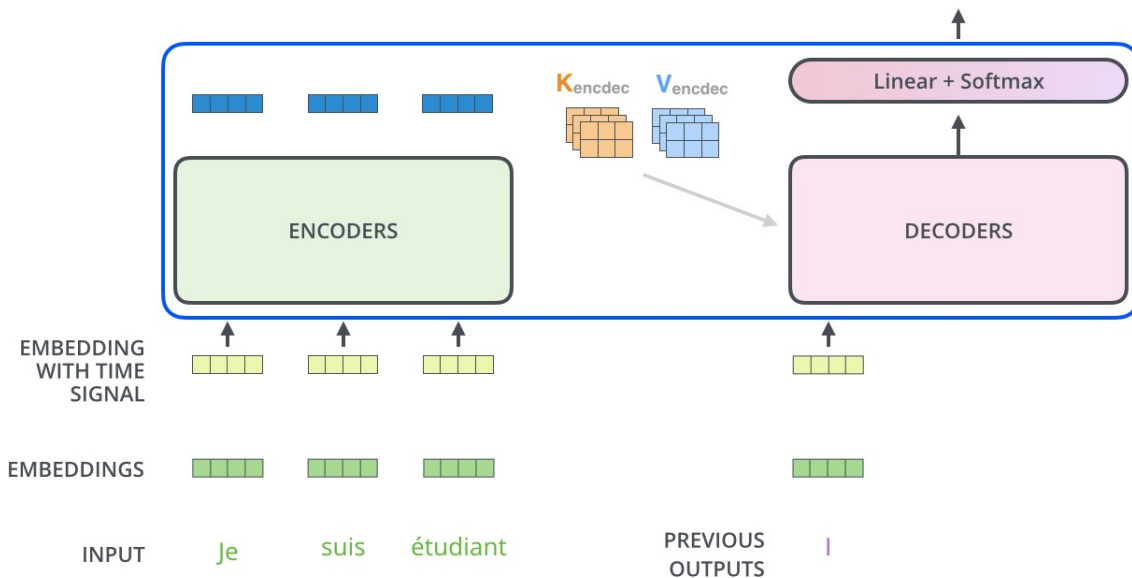 Kencdec
Vencdec
Linear + Softmax
ENCODERS
DECODERS
EMBEDDING
WITH TIME
SIGNAL
EMBEDDINGS
INPUT
Je
suis
étudiant
PREVIOUS
OUTPUTS
I